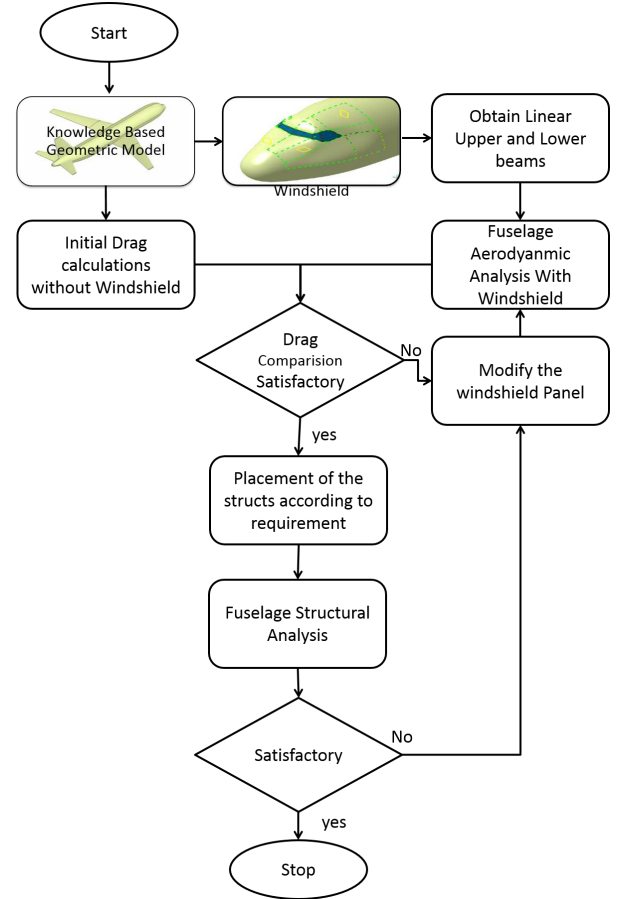 Start
Knowledge Based
Geometric Model
Windshield
Obtain Linear
Upper and Lower
beams
Initial Drag
calculations
without Windshield
Fuselage
Aerodyanmic
Analysis With
Windshield
Drag
Comparision
Satisfactory
No
Modify the
windshield Panel
yes
Placement of the
structs according to
requirement
Fuselage Structural
Analysis
Satisfactory
No
yes
Stop